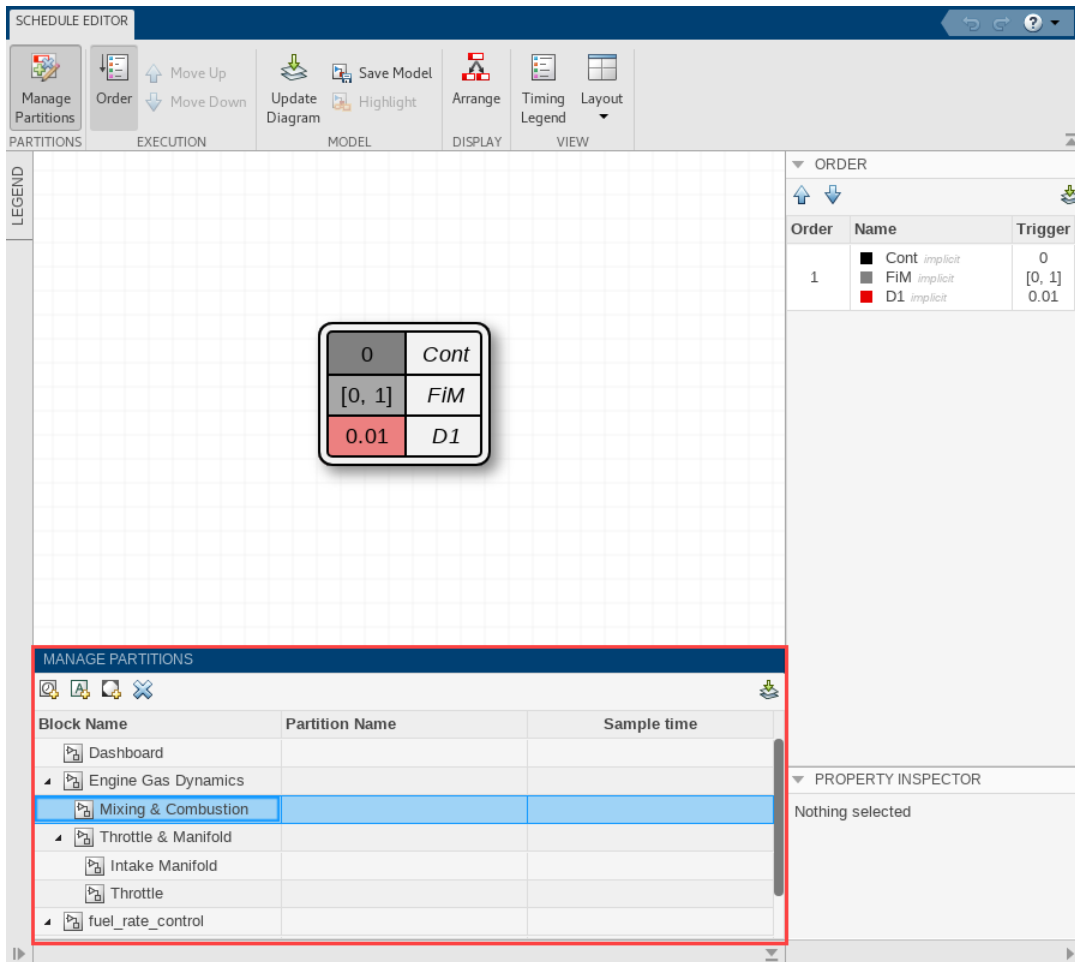 SCHEDULE EDITOR
?
Manage Partitions
Order
Move Up
Move Down
Update Diagram
Save Model
Highlight
Arrange
Timing Legend
Layout
PARTITIONS EXECUTION MODEL DISPLAY VIEW
LEGEND
0 Cont
[0, 1] FiM
0.01 D1
ORDER
Order Name Trigger
1
Cont implicit 0
FiM implicit [0, 1]
D1 implicit 0.01
MANAGE PARTITIONS
Block Name Partition Name Sample time
Dashboard
Engine Gas Dynamics
Mixing & Combustion
Throttle & Manifold
Intake Manifold
Throttle
fuel_rate_control
PROPERTY INSPECTOR
Nothing selected